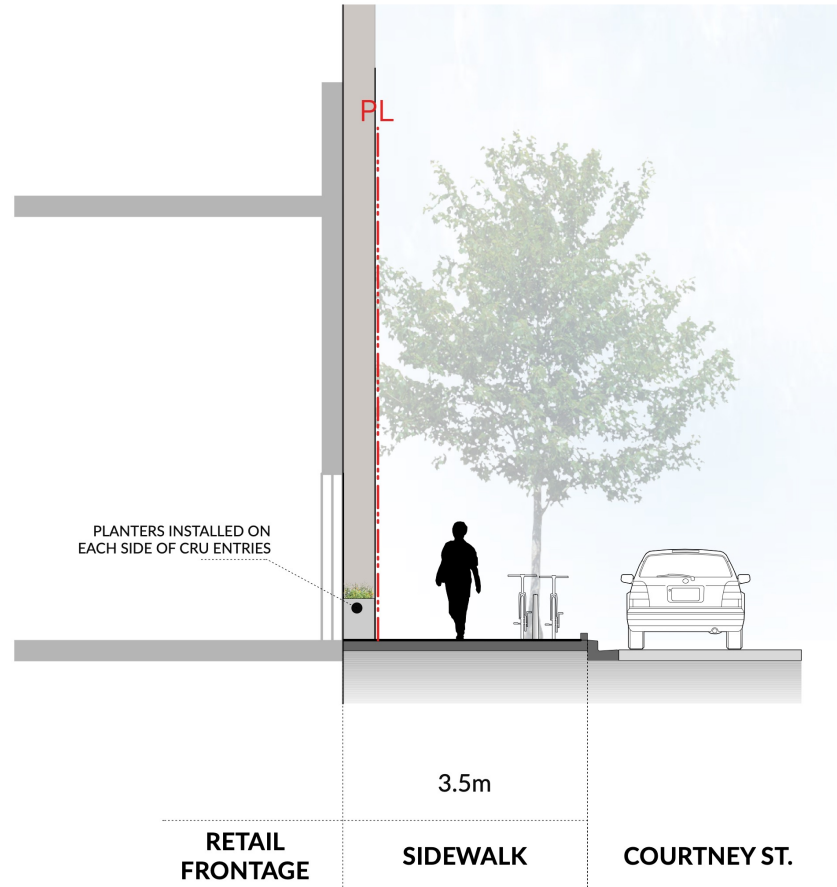 PL
PLANTERS INSTALLED ON
EACH SIDE OF CRU ENTRIES
3.5m
RETAIL
FRONTAGE
SIDEWALK
COURTNEY ST.